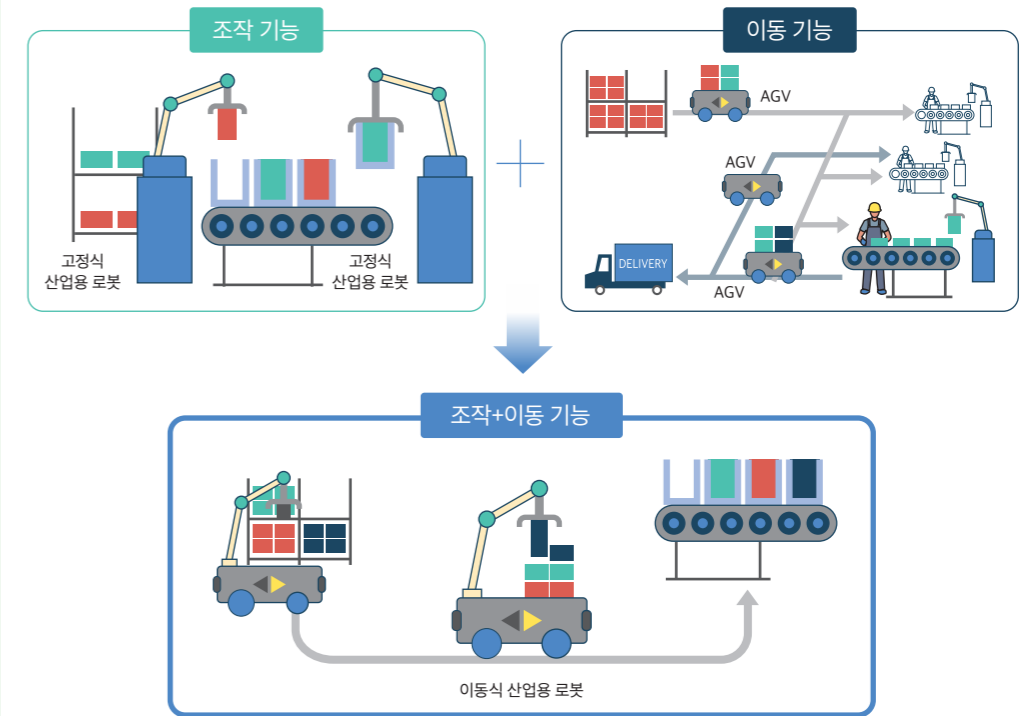 조작 기능
이동 기능
AGV
AGV
DELIVERY
AGV
고정식
산업용 로봇
고정식
산업용 로봇
조작+이동 기능
이동식 산업용 로봇